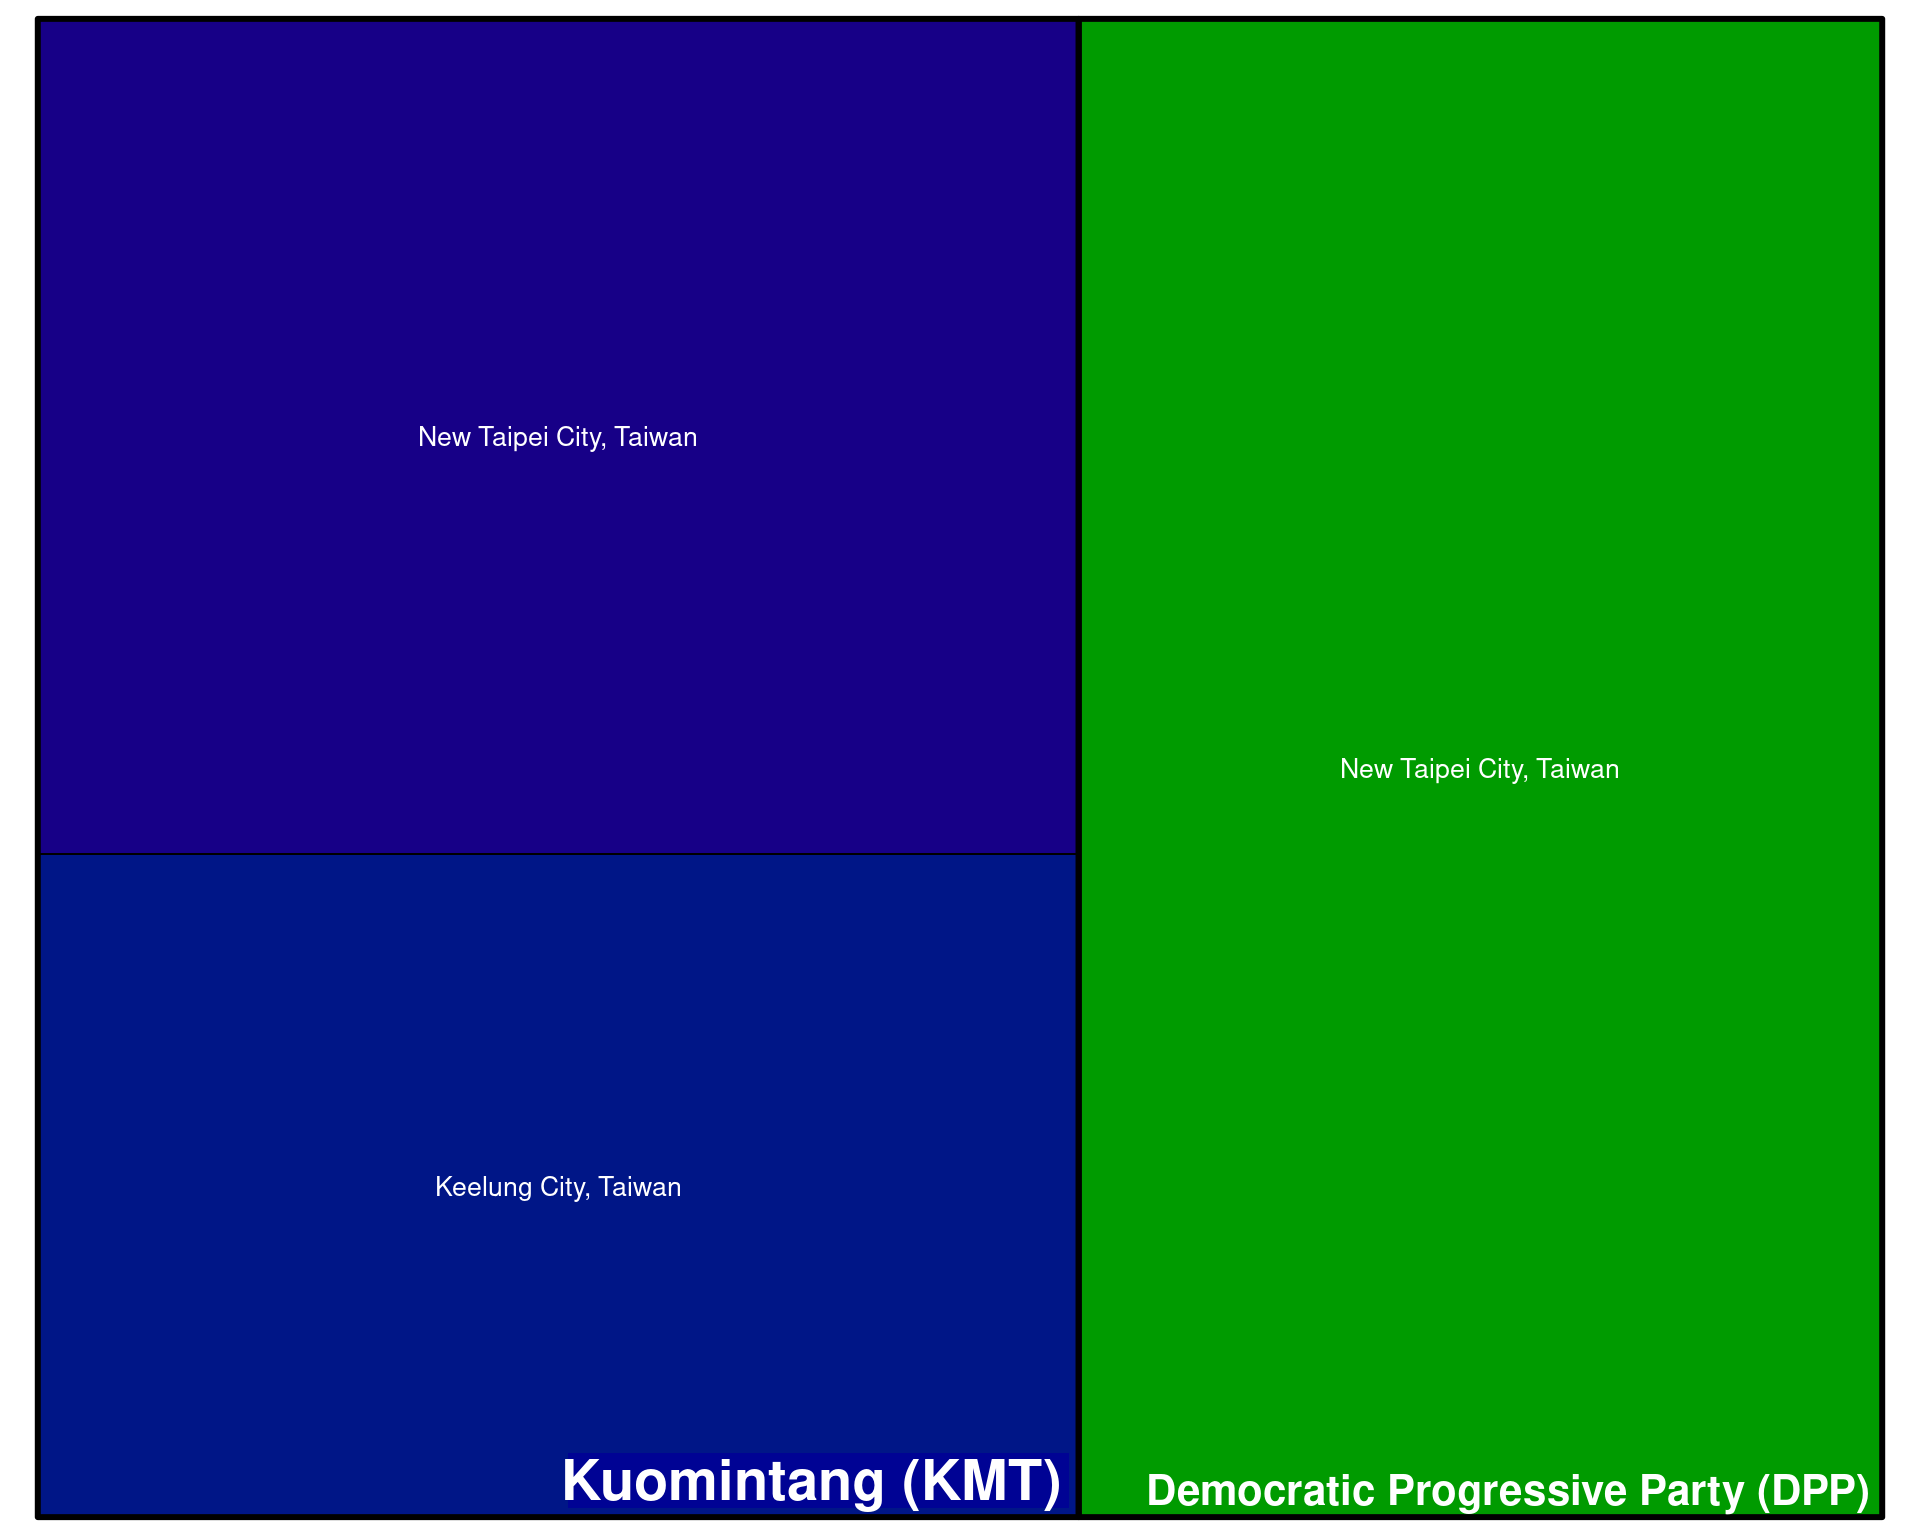 New Taipei City, Taiwan
Keelung City, Taiwan
Kuomintang (KMT)
New Taipei City, Taiwan
Democratic Progressive Party (DPP)